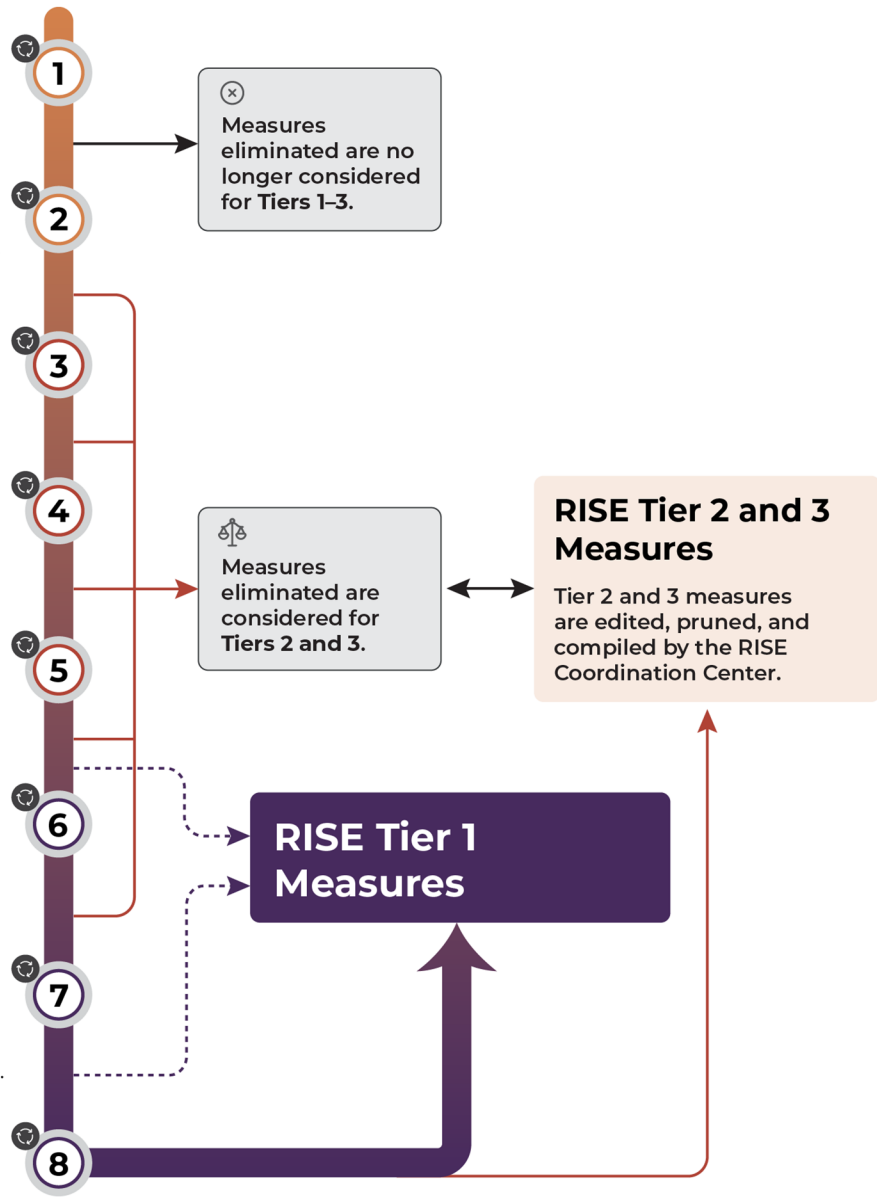 1
Measures
eliminated are no
longer considered
for Tiers 1–3.
2
3
4
Measures
eliminated are
considered for
Tiers 2 and 3.
RISE Tier 2 and 3
Measures
Tier 2 and 3 measures
are edited, pruned, and
compiled by the RISE
Coordination Center.
5
6
RISE Tier 1
Measures
7
.
8